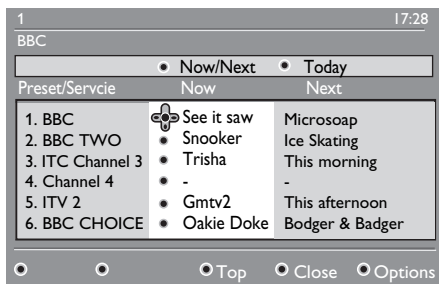 1 17:28
BBC
Now/Next Today
Preset/Servcie Now Next
1. BBC See it saw Microsoap
2. BBC TWO Snooker Ice Skating
3. ITC Channel 3 Trisha This morning
4. Channel 4 - -
5. ITV 2 Gmtv2 This afternoon
6. BBC CHOICE Oakie Doke Bodger & Badger
Top Close Options